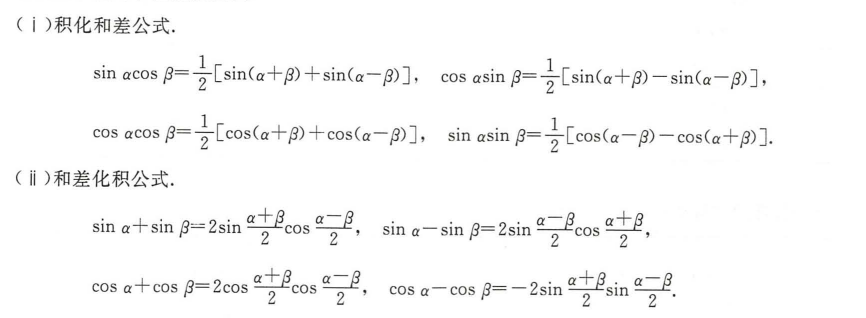 (ⅰ)积化和差公式.
sin αcos β=1/2[sin(α+β)+sin(α-β)], cos αsin β=1/2[sin(α+β)-sin(α-β)],
cos αcos β=1/2[cos(α+β)+cos(α-β)], sin αsin β=1/2[cos(α-β)-cos(α+β)].
(ⅱ)和差化积公式.
sin α+sin β=2sin (α+β)/2 cos (α-β)/2, sin α-sin β=2sin (α-β)/2 cos (α+β)/2,
cos α+cos β=2cos (α+β)/2 cos (α-β)/2, cos α-cos β=-2sin (α+β)/2 sin (α-β)/2.